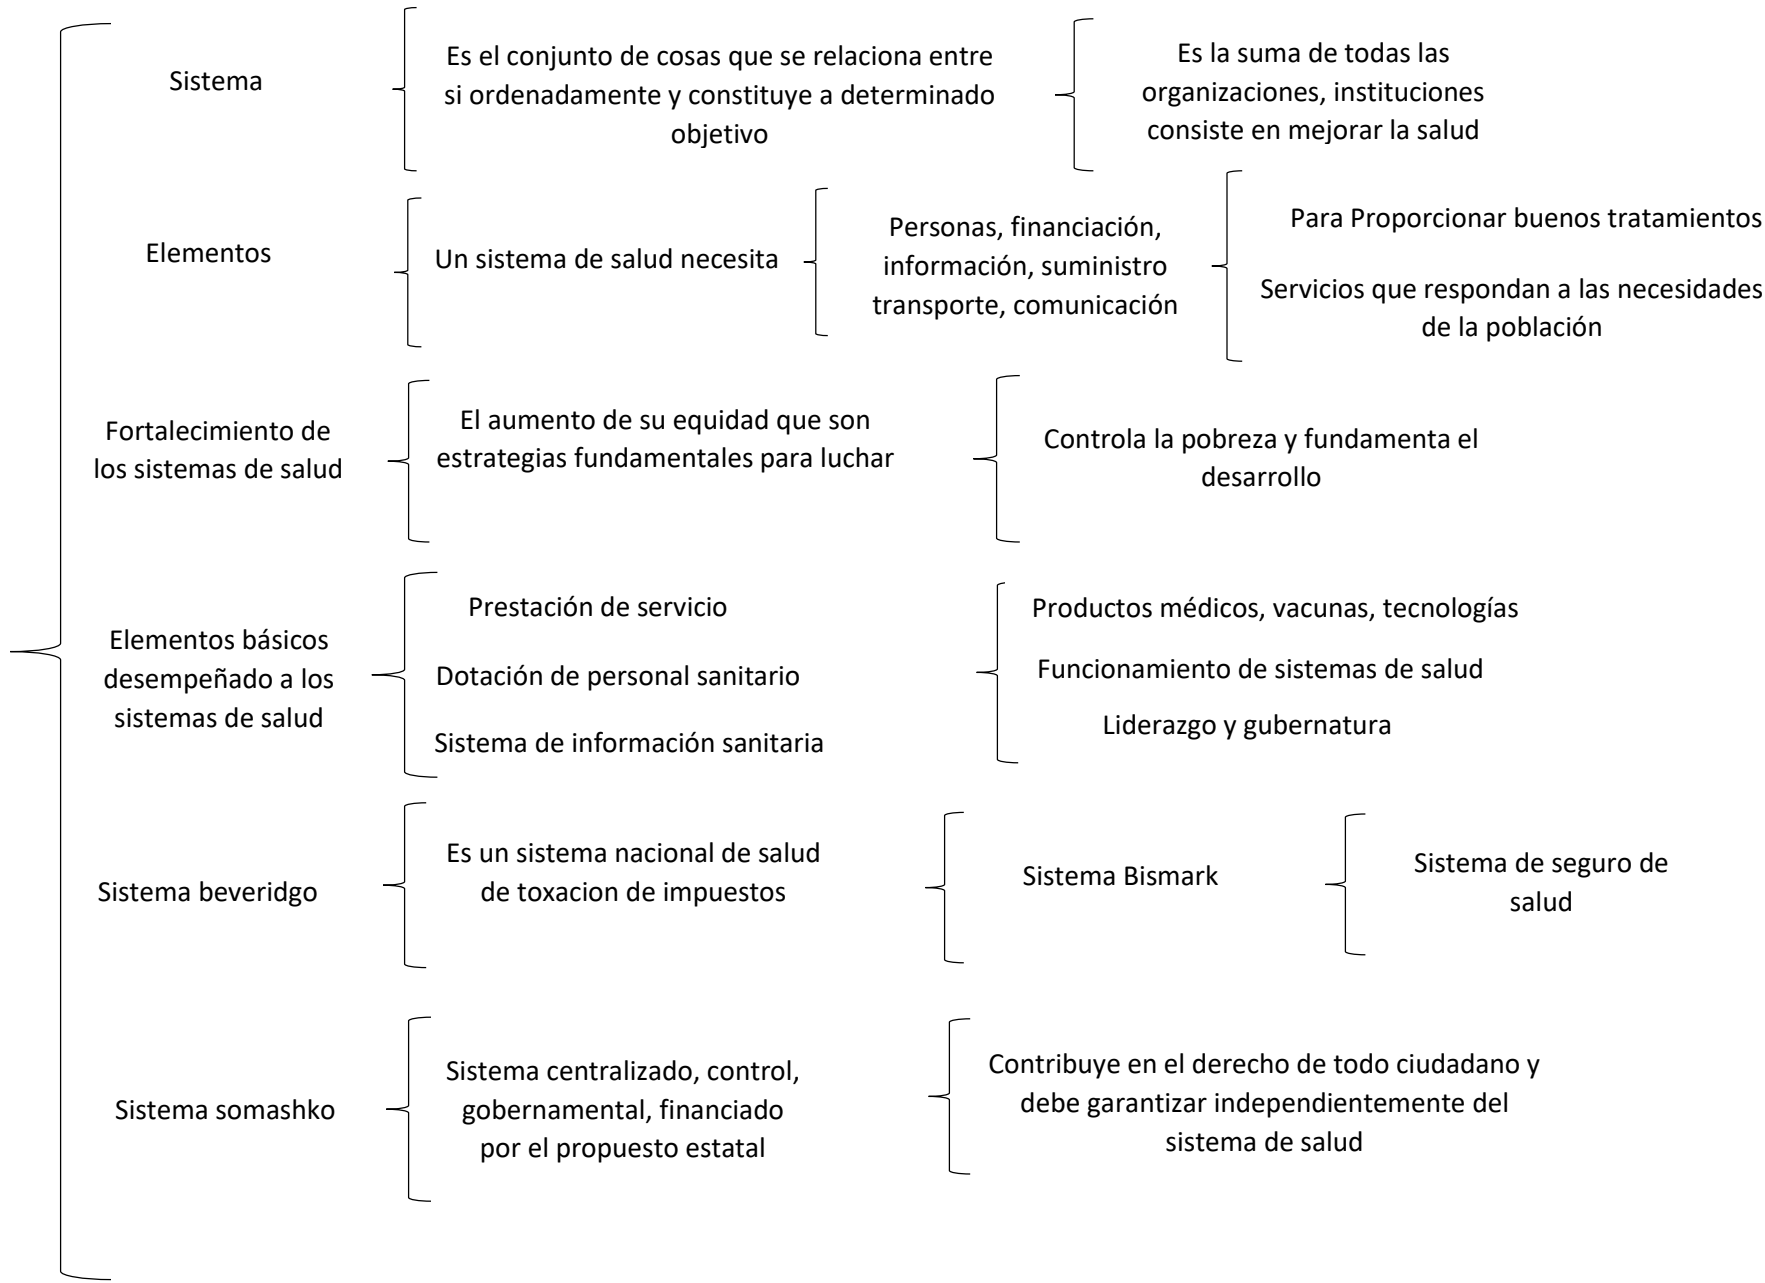 Sistema
Es el conjunto de cosas que se relaciona entre
si ordenadamente y constituye a determinado
objetivo
Es la suma de todas las
organizaciones, instituciones
consiste en mejorar la salud
Elementos
Un sistema de salud necesita
Personas, financiación,
información, suministro
transporte, comunicación
Para Proporcionar buenos tratamientos
Servicios que respondan a las necesidades
de la población
Fortalecimiento de
los sistemas de salud
El aumento de su equidad que son
estrategias fundamentales para luchar
Controla la pobreza y fundamenta el
desarrollo
Elementos básicos
desempeñado a los
sistemas de salud
Prestación de servicio
Dotación de personal sanitario
Sistema de información sanitaria
Productos médicos, vacunas, tecnologías
Funcionamiento de sistemas de salud
Liderazgo y gubernatura
Sistema beveridgo
Es un sistema nacional de salud
de toxacion de impuestos
Sistema Bismark
Sistema de seguro de
salud
Sistema somashko
Sistema centralizado, control,
gobernamental, financiado
por el propuesto estatal
Contribuye en el derecho de todo ciudadano y
debe garantizar independientemente del
sistema de salud